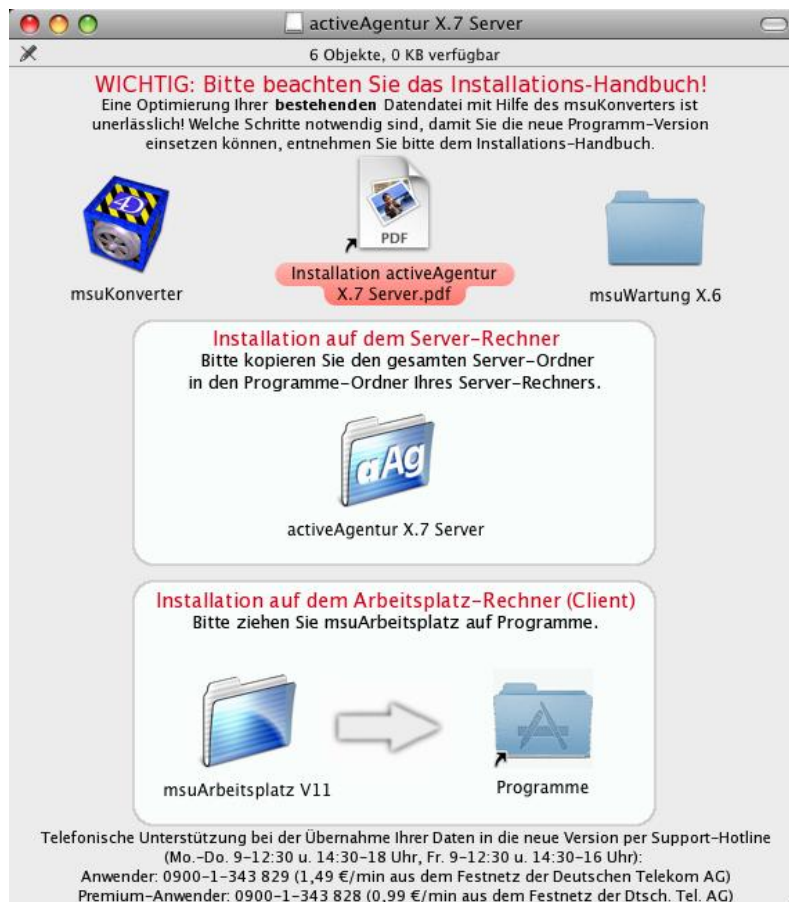 activeAgentur X.7 Server
6 Objekte, 0 KB verfügbar
WICHTIG: Bitte beachten Sie das Installations-Handbuch!
Eine Optimierung Ihrer bestehenden Datendatei mit Hilfe des msuKonverters ist
unerlässlich! Welche Schritte notwendig sind, damit Sie die neue Programm-Version
einsetzen können, entnehmen Sie bitte dem Installations-Handbuch.
4D
PDF
msuKonverter
Installation activeAgentur
X.7 Server.pdf
msuWartung X.6
Installation auf dem Server-Rechner
Bitte kopieren Sie den gesamten Server-Ordner
in den Programme-Ordner Ihres Server-Rechners.
aAg
activeAgentur X.7 Server
Installation auf dem Arbeitsplatz-Rechner (Client)
Bitte ziehen Sie msuArbeitsplatz auf Programme.
msuArbeitsplatz V11
Programme
Telefonische Unterstützung bei der Übernahme Ihrer Daten in die neue Version per Support-Hotline
(Mo.-Do. 9-12:30 u. 14:30-18 Uhr, Fr. 9-12:30 u. 14:30-16 Uhr):
Anwender: 0900-1-343 829 (1,49 €/min aus dem Festnetz der Deutschen Telekom AG)
Premium-Anwender: 0900-1-343 828 (0,99 €/min aus dem Festnetz der Dtsch. Tel. AG)